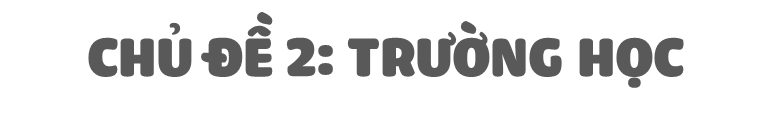 CHỦ ĐỀ 2: TRƯỜNG HỌC